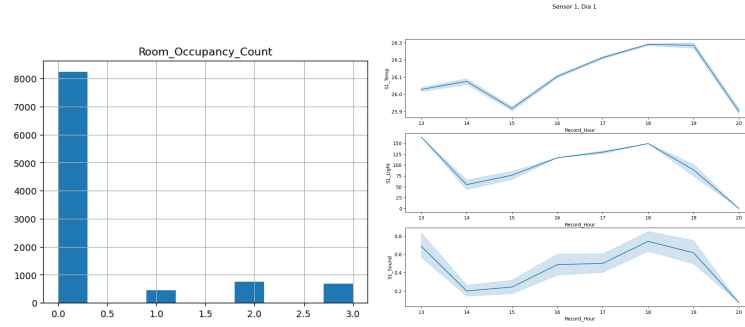 Sensor 1, Dia 1
Room_Occupancy_Count
8000
7000
6000
5000
4000
3000
2000
1000
0
0.0 0.5 1.0 1.5 2.0 2.5 3.0
S1_Temp
26.3
26.2
26.1
26.0
25.9
13 14 15 16 17 18 19 20
Record_Hour
S1_Light
150
125
100
75
50
25
0
13 14 15 16 17 18 19 20
Record_Hour
S1_Sound
0.8
0.6
0.4
0.2
13 14 15 16 17 18 19 20
Record_Hour